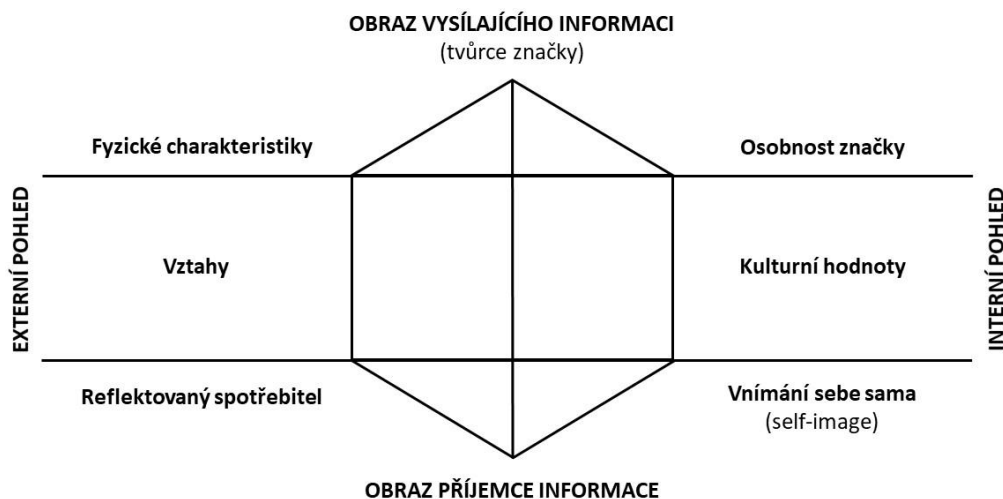 OBRAZ VYSÍLAJÍCÍHO INFORMACI
(tvůrce značky)
Fyzické charakteristiky
Osobnost značky
EXTERNÍ POHLED
Vztahy
Kulturní hodnoty
INTERNÍ POHLED
Reflektovaný spotřebitel
Vnímání sebe sama
(self-image)
OBRAZ PŘÍJEMCE INFORMACE